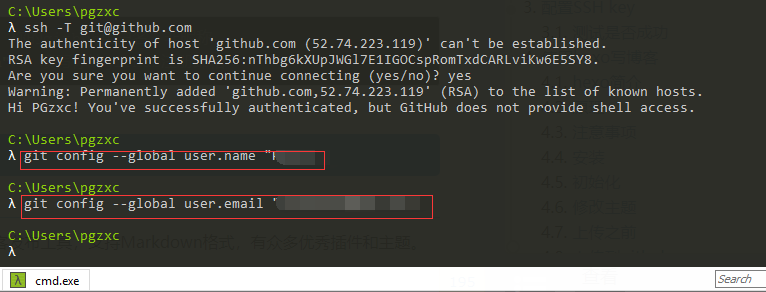 C:\Users\pgzxc
λ ssh -T git@github.com
The authenticity of host 'github.com (52.74.223.119)' can't be established.
RSA key fingerprint is SHA256:nThbg6kXUpJWGl7E1IGOCspRomTxdCARLviKw6E5SY8.
Are you sure you want to continue connecting (yes/no)? yes
Warning: Permanently added 'github.com,52.74.223.119' (RSA) to the list of known hosts.
Hi PGzxc! You've successfully authenticated, but GitHub does not provide shell access.
C:\Users\pgzxc
λ git config --global user.name "
C:\Users\pgzxc
λ git config --global user.email "
C:\Users\pgzxc
λ
λ cmd.exe
Search